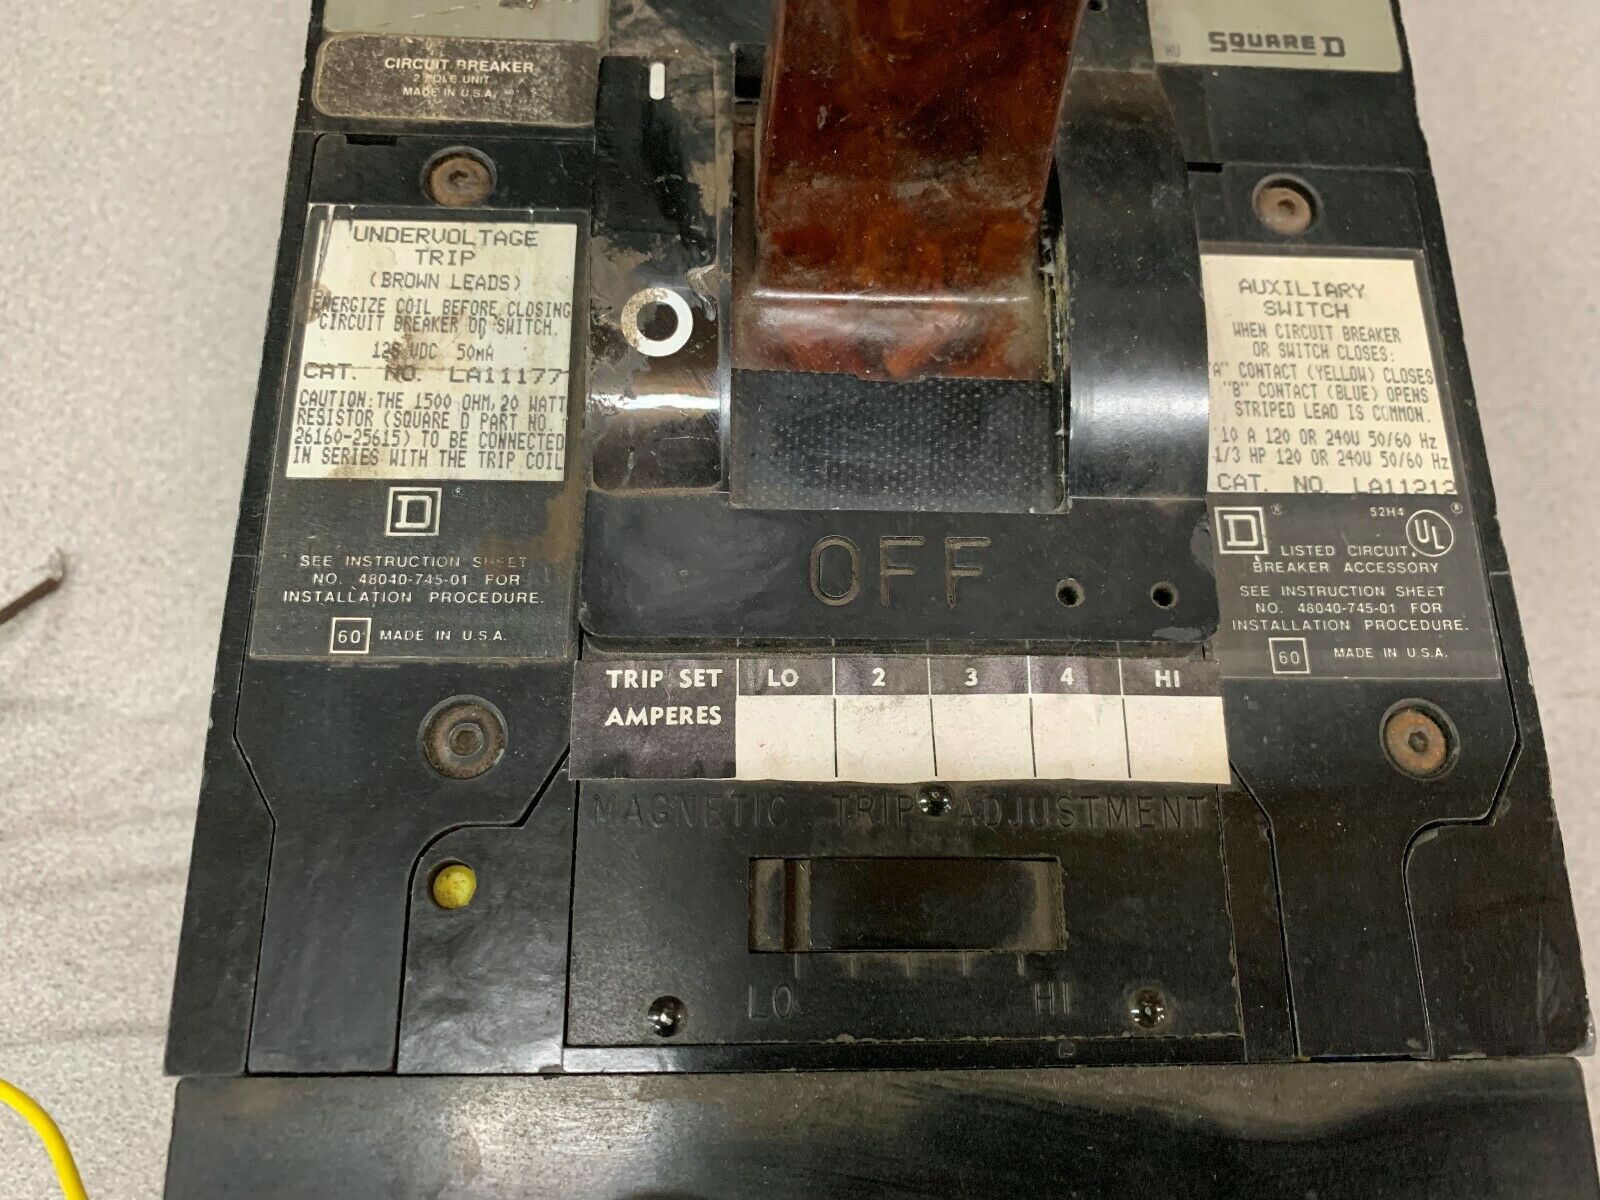 CIRCUIT BREAKER
2 POLE UNIT
MADE IN U.S.A.
SQUARE D
UNDERVOLTAGE
TRIP
(BROWN LEADS)
ENERGIZE COIL BEFORE CLOSING
CIRCUIT BREAKER OR SWITCH.
125 VDC 50MA
CAT. NO. LA11177
CAUTION:THE 1500 OHM,20 WATT
RESISTOR (SQUARE D PART NO.
26160-25615) TO BE CONNECTED
IN SERIES WITH THE TRIP COIL
D ®
SEE INSTRUCTION SHEET
NO. 48040-745-01 FOR
INSTALLATION PROCEDURE.
60 MADE IN U.S.A.
AUXILIARY
SWITCH
WHEN CIRCUIT BREAKER
OR SWITCH CLOSES:
"A" CONTACT (YELLOW) CLOSES
"B" CONTACT (BLUE) OPENS
STRIPED LEAD IS COMMON.
10 A 120 OR 240V 50/60 Hz
1/3 HP 120 OR 240V 50/60 Hz
CAT. NO. LA11212
D ® 52H4 UL ®
LISTED CIRCUIT
BREAKER ACCESSORY
SEE INSTRUCTION SHEET
NO. 48040-745-01 FOR
INSTALLATION PROCEDURE.
60 MADE IN U.S.A.
OFF
TRIP SET LO 2 3 4 HI
AMPERES
MAGNETIC TRIP ADJUSTMENT
LO HI